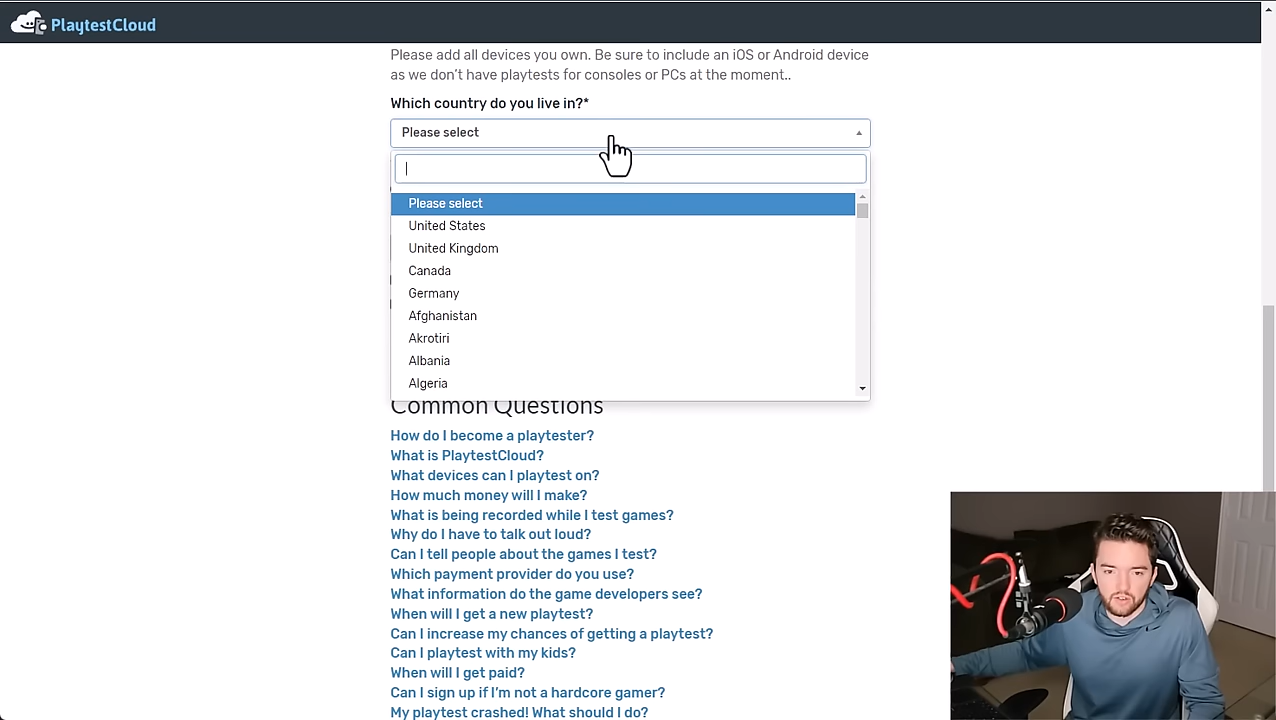 PlaytestCloud
Please add all devices you own. Be sure to include an iOS or Android device
as we don't have playtests for consoles or PCs at the moment..
Which country do you live in?*
Please select
Please select
United States
United Kingdom
Canada
Germany
Afghanistan
Akrotiri
Albania
Algeria
Common Questions
How do I become a playtester?
What is PlaytestCloud?
What devices can I playtest on?
How much money will I make?
What is being recorded while I test games?
Why do I have to talk out loud?
Can I tell people about the games I test?
Which payment provider do you use?
What information do the game developers see?
When will I get a new playtest?
Can I increase my chances of getting a playtest?
Can I playtest with my kids?
When will I get paid?
Can I sign up if I'm not a hardcore gamer?
My playtest crashed! What should I do?